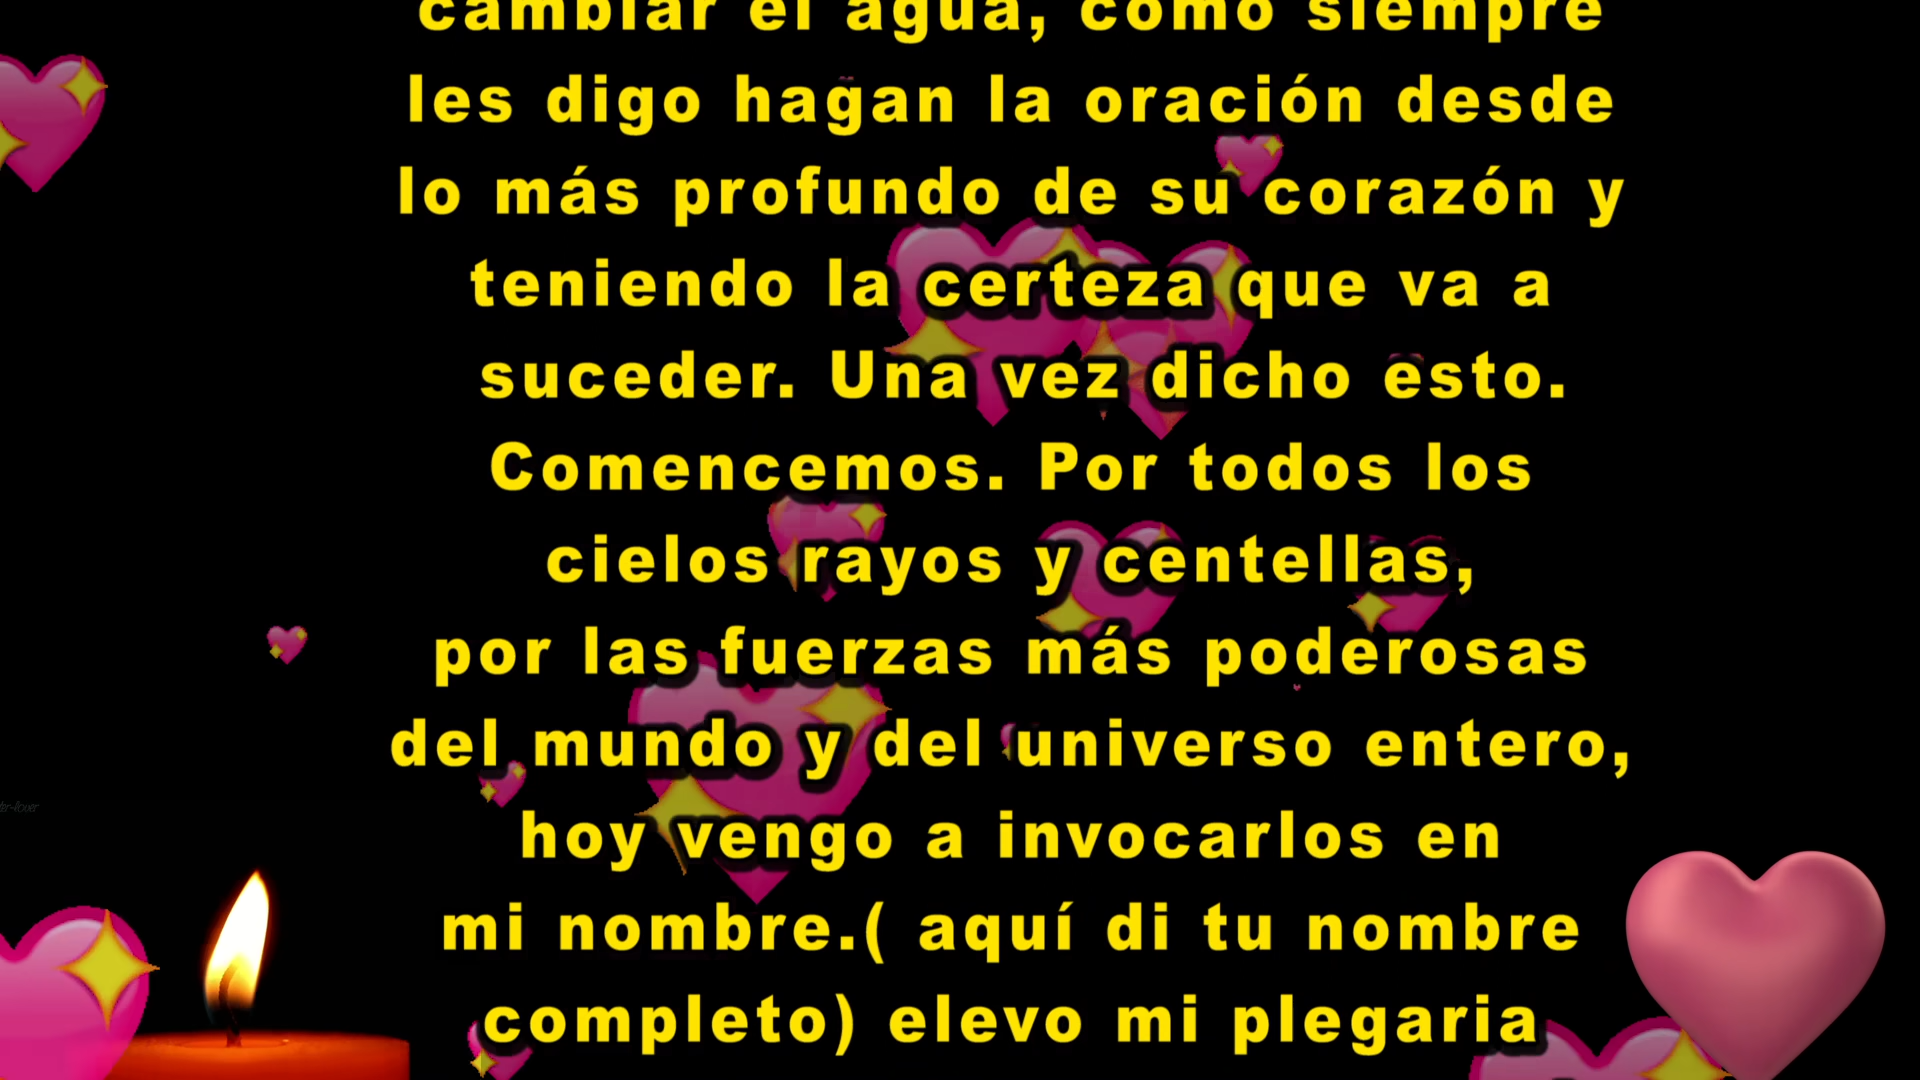 cambiar el agua, como siempre
les digo hagan la oración desde
lo más profundo de su corazón y
teniendo la certeza que va a
suceder. Una vez dicho esto.
Comencemos. Por todos los
cielos rayos y centellas,
por las fuerzas más poderosas
del mundo y del universo entero,
hoy vengo a invocarlos en
mi nombre.( aquí di tu nombre
completo) elevo mi plegaria